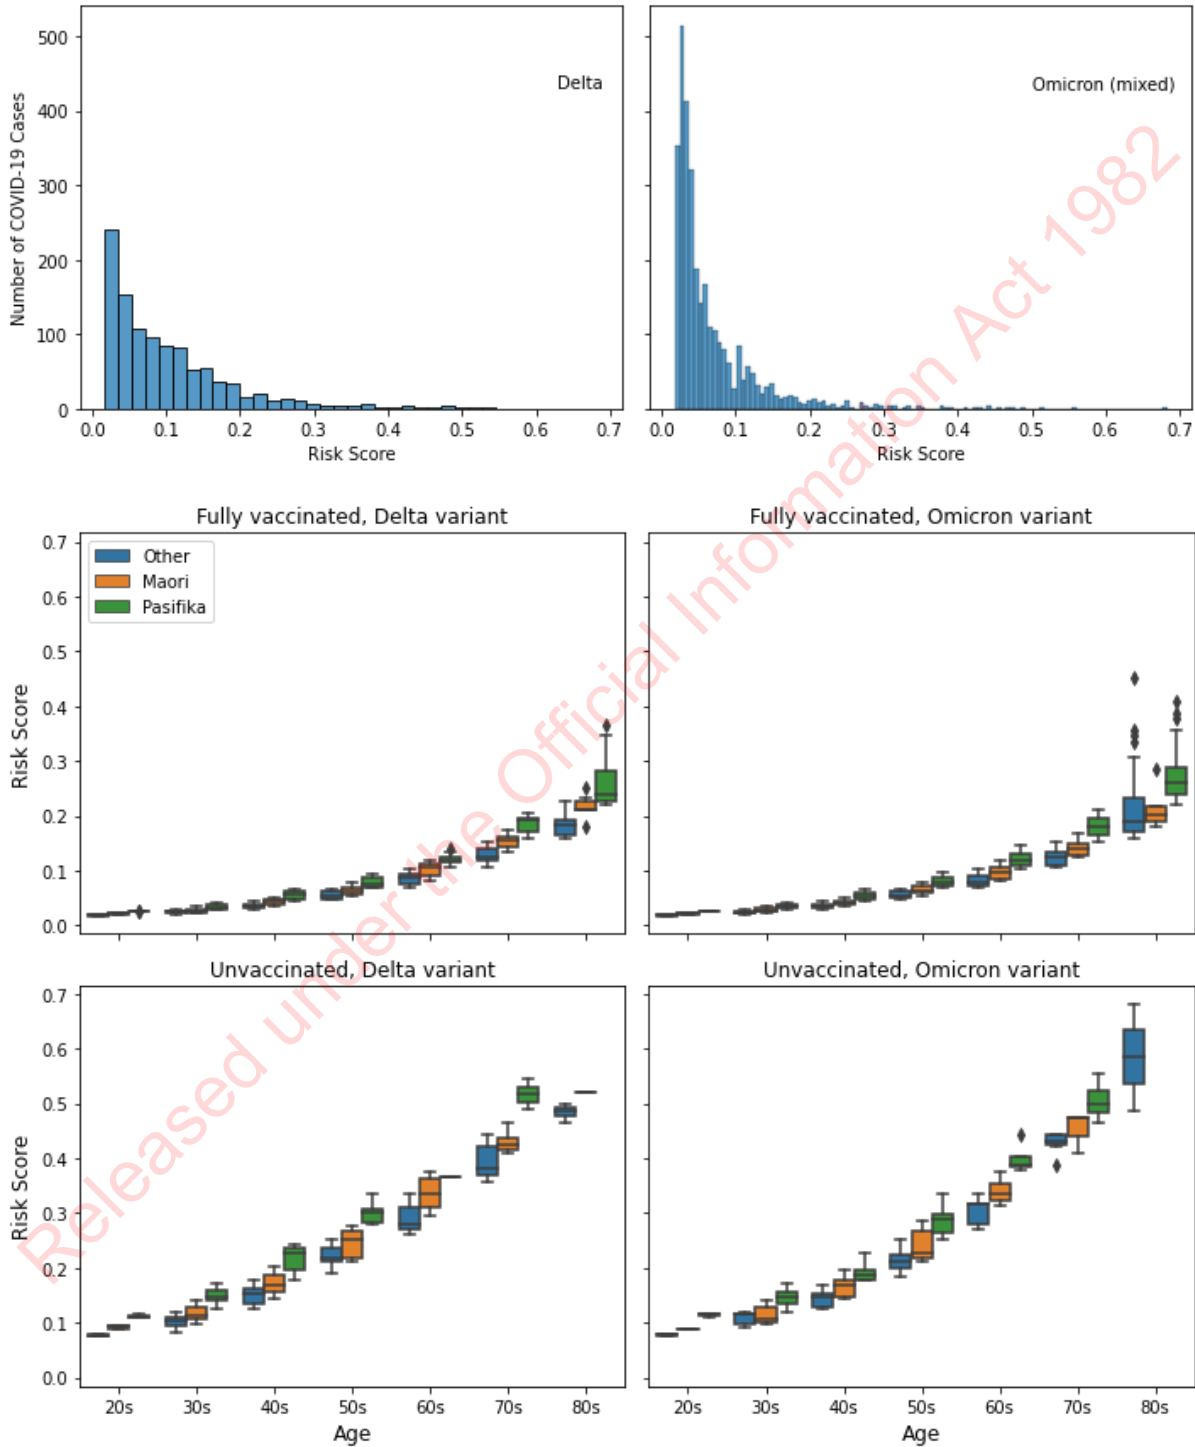 500
400
300
200
100
0
Number of COVID-19 Cases
Delta
0.0 0.1 0.2 0.3 0.4 0.5 0.6 0.7
Risk Score
Omicron (mixed)
0.0 0.1 0.2 0.3 0.4 0.5 0.6 0.7
Risk Score
Fully vaccinated, Delta variant
0.7
0.6
0.5
0.4
0.3
0.2
0.1
0.0
Risk Score
Other
Maori
Pasifika
Fully vaccinated, Omicron variant
Unvaccinated, Delta variant
0.7
0.6
0.5
0.4
0.3
0.2
0.1
0.0
Risk Score
20s 30s 40s 50s 60s 70s 80s
Age
Unvaccinated, Omicron variant
20s 30s 40s 50s 60s 70s 80s
Age
Released under the Official Information Act 1982